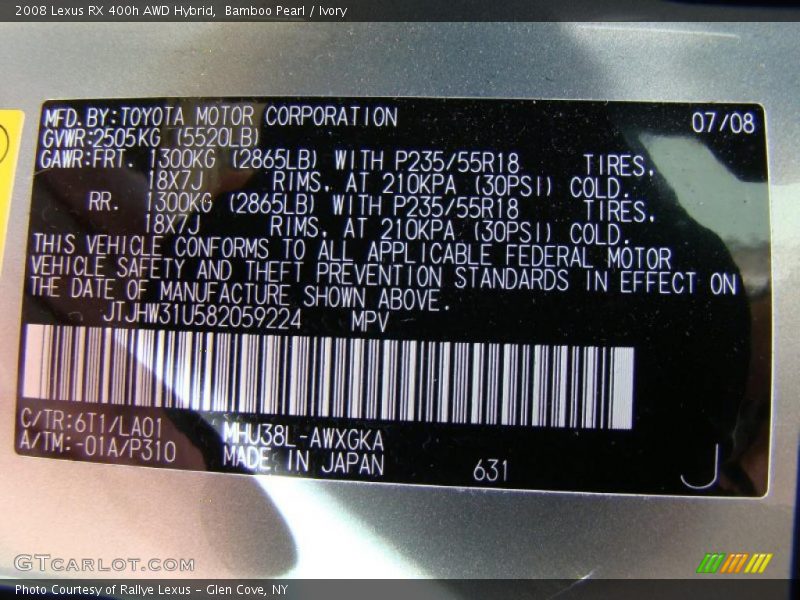 2008 Lexus RX 400h AWD Hybrid,  Bamboo Pearl / Ivory
MFD.BY:TOYOTA MOTOR CORPORATION 07/08
GVWR:2505KG (5520LB)
GAWR:FRT. 1300KG (2865LB) WITH P235/55R18 TIRES,
18X7J RIMS, AT 210KPA (30PSI) COLD.
RR. 1300KG (2865LB) WITH P235/55R18 TIRES,
18X7J RIMS, AT 210KPA (30PSI) COLD.
THIS VEHICLE CONFORMS TO ALL APPLICABLE FEDERAL MOTOR
VEHICLE SAFETY AND THEFT PREVENTION STANDARDS IN EFFECT ON
THE DATE OF MANUFACTURE SHOWN ABOVE.
JTJHW31U582059224 MPV
C/TR:6T1/LA01 MHU38L-AWXGKA
A/TM:-01A/P310 MADE IN JAPAN 631 J
GTCARLOT.COM
Photo Courtesy of Rallye Lexus - Glen Cove, NY